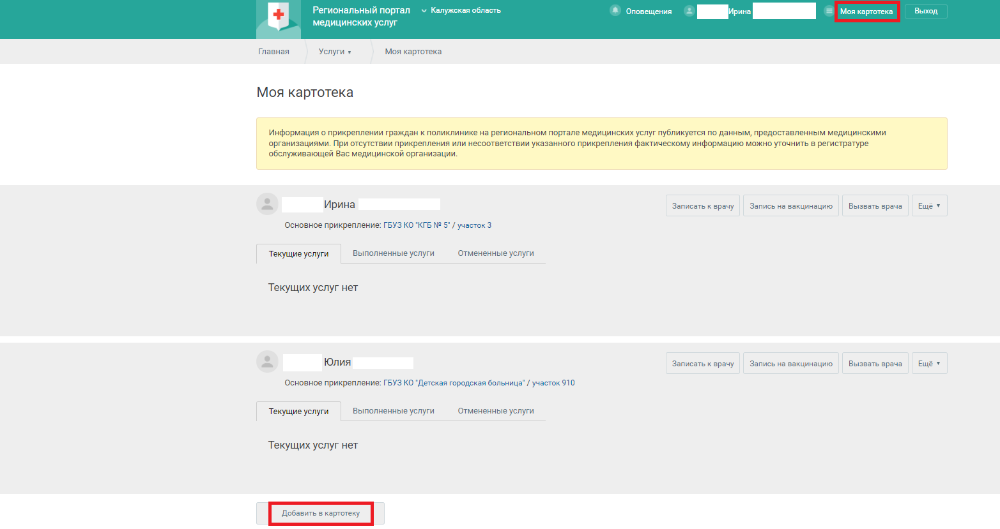 Региональный портал
медицинских услуг
Калужская область
Оповещения
Ирина
Моя картотека
Выход
Главная
Услуги
Моя картотека
Моя картотека
Информация о прикреплении граждан к поликлинике на региональном портале медицинских услуг публикуется по данным, предоставленным медицинскими
организациями. При отсутствии прикрепления или несоответствии указанного прикрепления фактическому информацию можно уточнить в регистратуре
обслуживающей Вас медицинской организации.
Ирина
Записать к врачу
Запись на вакцинацию
Вызвать врача
Ещё
Основное прикрепление: ГБУЗ КО "КГБ № 5" / участок 3
Текущие услуги
Выполненные услуги
Отмененные услуги
Текущих услуг нет
Юлия
Записать к врачу
Запись на вакцинацию
Вызвать врача
Ещё
Основное прикрепление: ГБУЗ КО "Детская городская больница" / участок 910
Текущие услуги
Выполненные услуги
Отмененные услуги
Текущих услуг нет
Добавить в картотеку